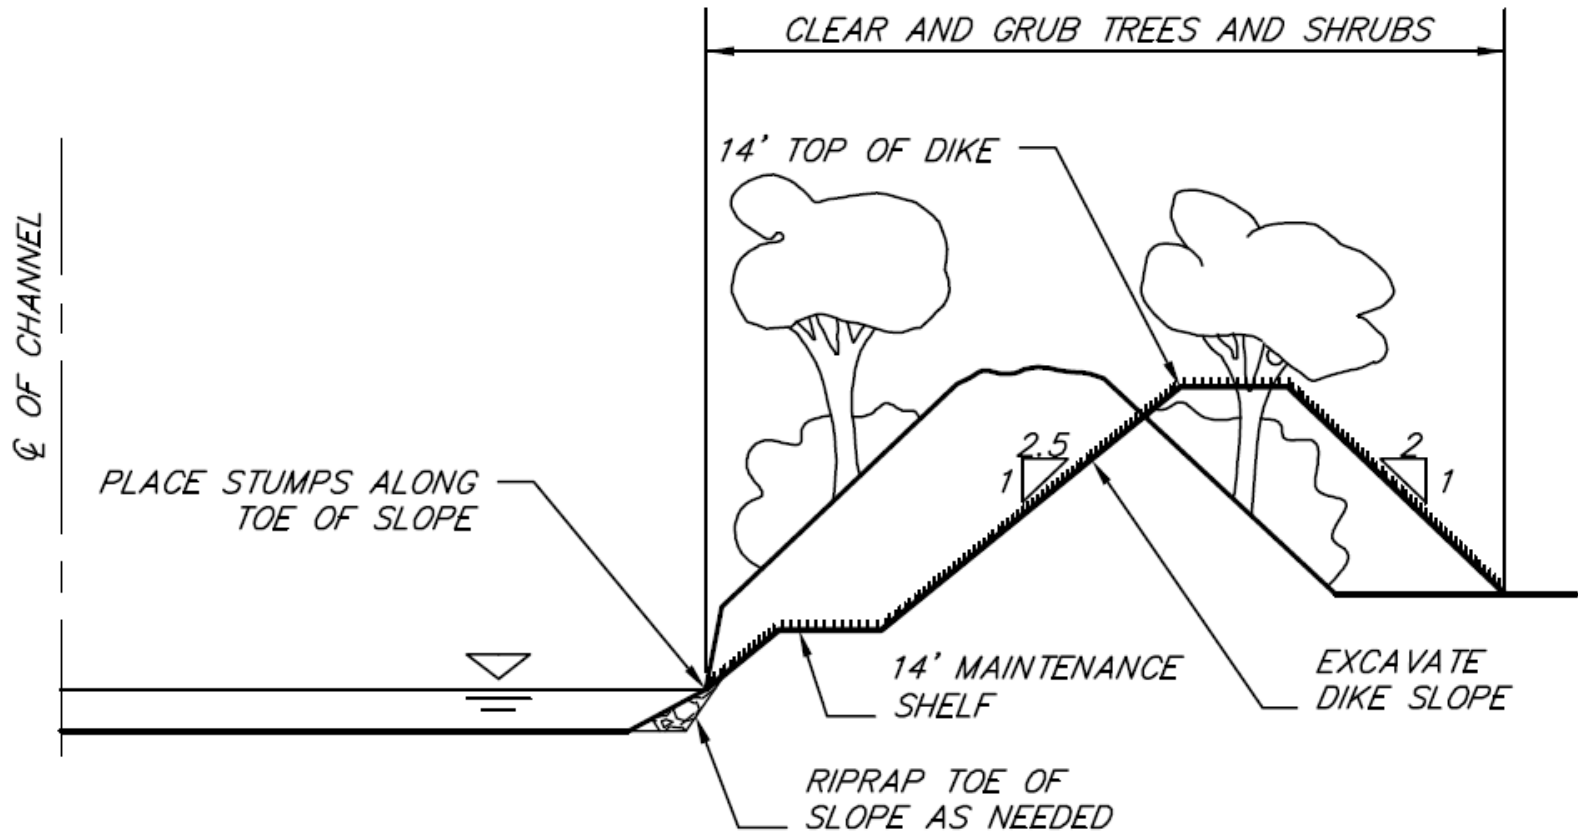 CLEAR AND GRUB TREES AND SHRUBS
14' TOP OF DIKE
℄ OF CHANNEL
2.5
1
2
1
PLACE STUMPS ALONG
TOE OF SLOPE
14' MAINTENANCE
SHELF
EXCAVATE
DIKE SLOPE
RIPRAP TOE OF
SLOPE AS NEEDED